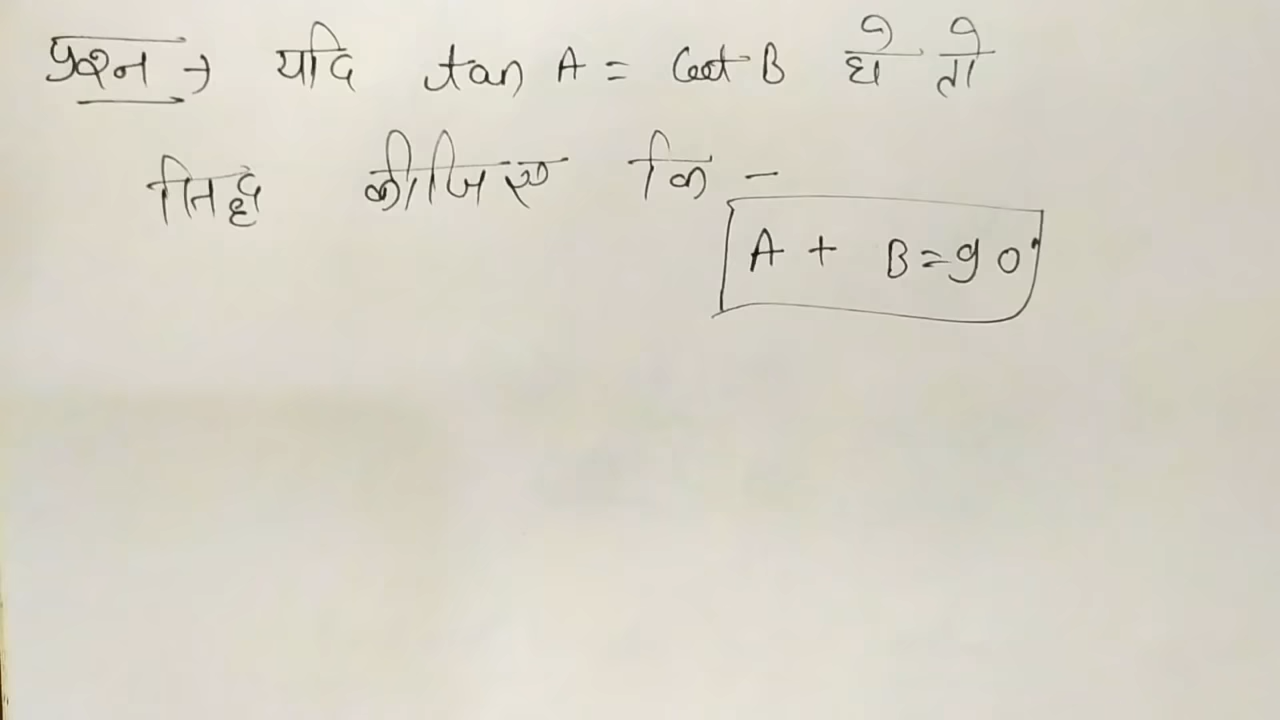 प्रश्न → यदि tan A = Cot B हो तो
सिद्ध कीजिए कि –
A + B = 90°